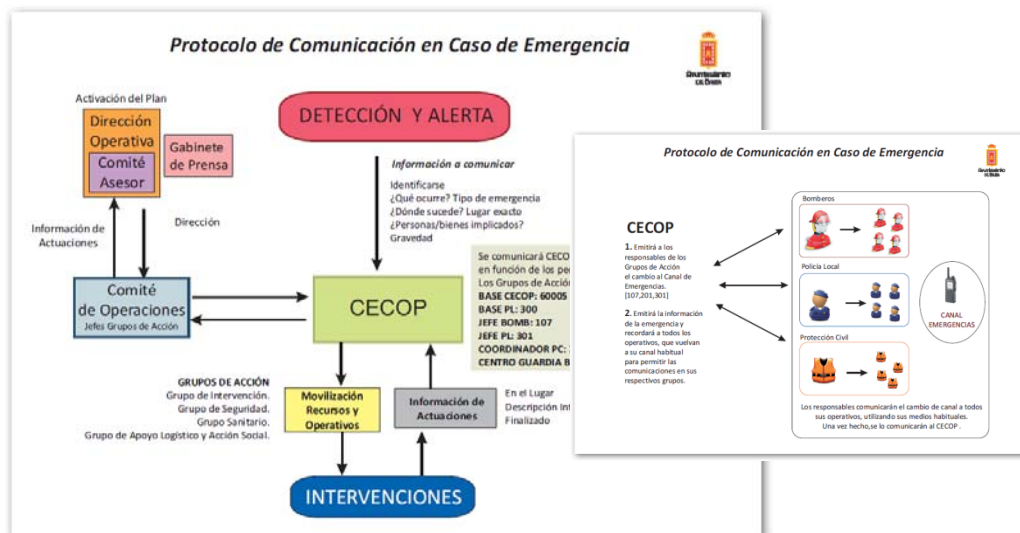 Protocolo de Comunicación en Caso de Emergencia
Activación del Plan
Dirección
Operativa
Comité
Asesor
Gabinete
de Prensa
DETECCIÓN Y ALERTA
Información a comunicar
Identificarse
¿Qué ocurre? Tipo de emergencia
¿Dónde sucede? Lugar exacto
¿Personas/bienes implicados?
Gravedad
Información de
Actuaciones
Dirección
Comité
de Operaciones
Jefes Grupos de Acción
CECOP
Se comunicará
en función de los
Los Grupos de
BASE CECOP: 60005
BASE PL: 300
JEFE BOMB: 107
JEFE PL: 301
COORDINADOR PC:
CENTRO GUARDIA
GRUPOS DE ACCIÓN
Grupo de Intervención.
Grupo de Seguridad.
Grupo Sanitario.
Grupo de Apoyo Logístico y Acción Social.
Movilización
Recursos y
Operativos
Información de
Actuaciones
En el Lugar
Descripción
Finalizado
INTERVENCIONES
Protocolo de Comunicación en Caso de Emergencia
CECOP
1. Emitirá a los
responsables de los
Grupos de Acción
el cambio al Canal de
Emergencias.
[107,201,301]
2. Emitirá la información
de la emergencia y
recordará a todos los
operativos, que vuelvan
a su canal habitual
para permitir las
comunicaciones en sus
respectivos grupos.
Bomberos
Policía Local
Protección Civil
CANAL
EMERGENCIAS
Los responsables comunicarán el cambio de canal a todos
sus operativos, utilizando sus medios habituales.
Una vez hecho,se lo comunicarán al CECOP .